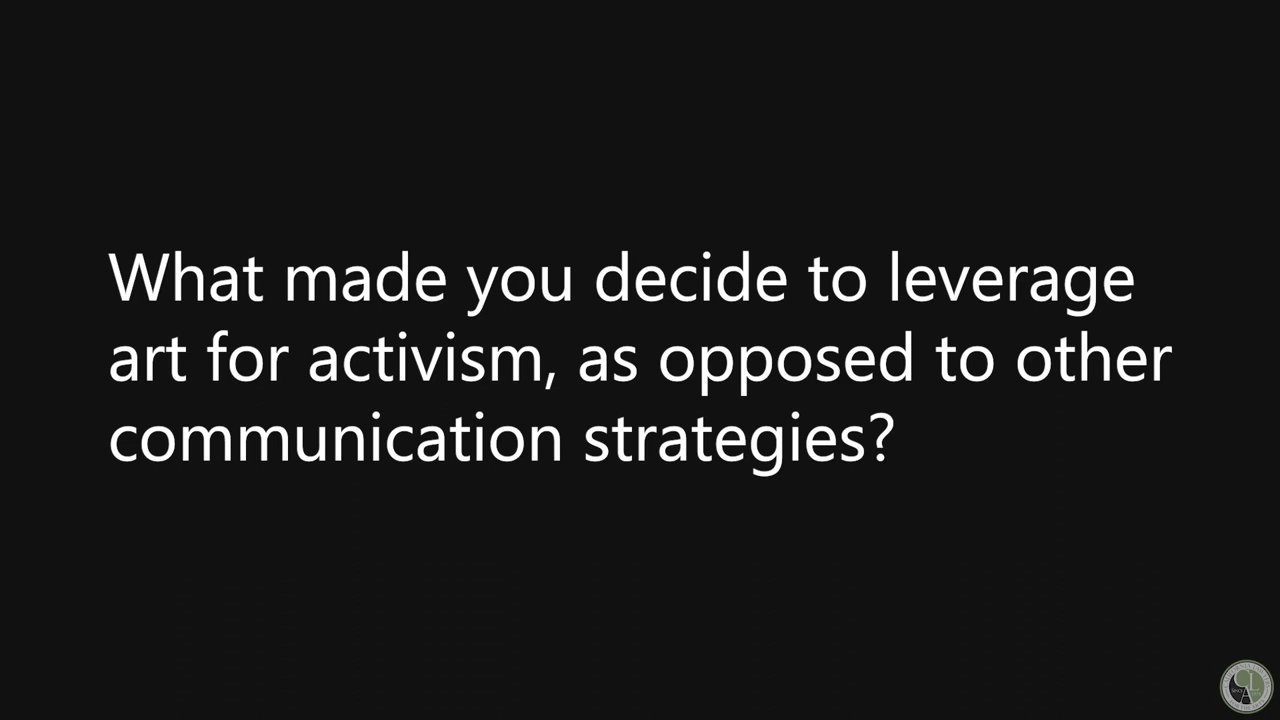 What made you decide to leverage
art for activism, as opposed to other
communication strategies?